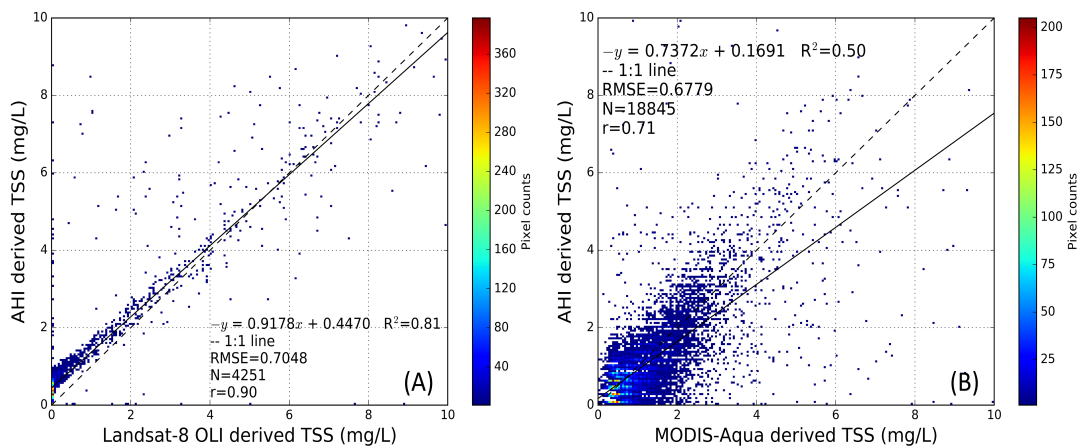 10
8
6
4
2
0
0 2 4 6 8 10
AHI derived TSS (mg/L)
Landsat-8 OLI derived TSS (mg/L)
−y = 0.9178x + 0.4470 R²=0.81
-- 1:1 line
RMSE=0.7048
N=4251
r=0.90
(A)
360
320
280
240
200
160
120
80
40
Pixel counts
10
8
6
4
2
0
0 2 4 6 8 10
AHI derived TSS (mg/L)
MODIS-Aqua derived TSS (mg/L)
−y = 0.7372x + 0.1691 R²=0.50
-- 1:1 line
RMSE=0.6779
N=18845
r=0.71
(B)
200
175
150
125
100
75
50
25
Pixel counts